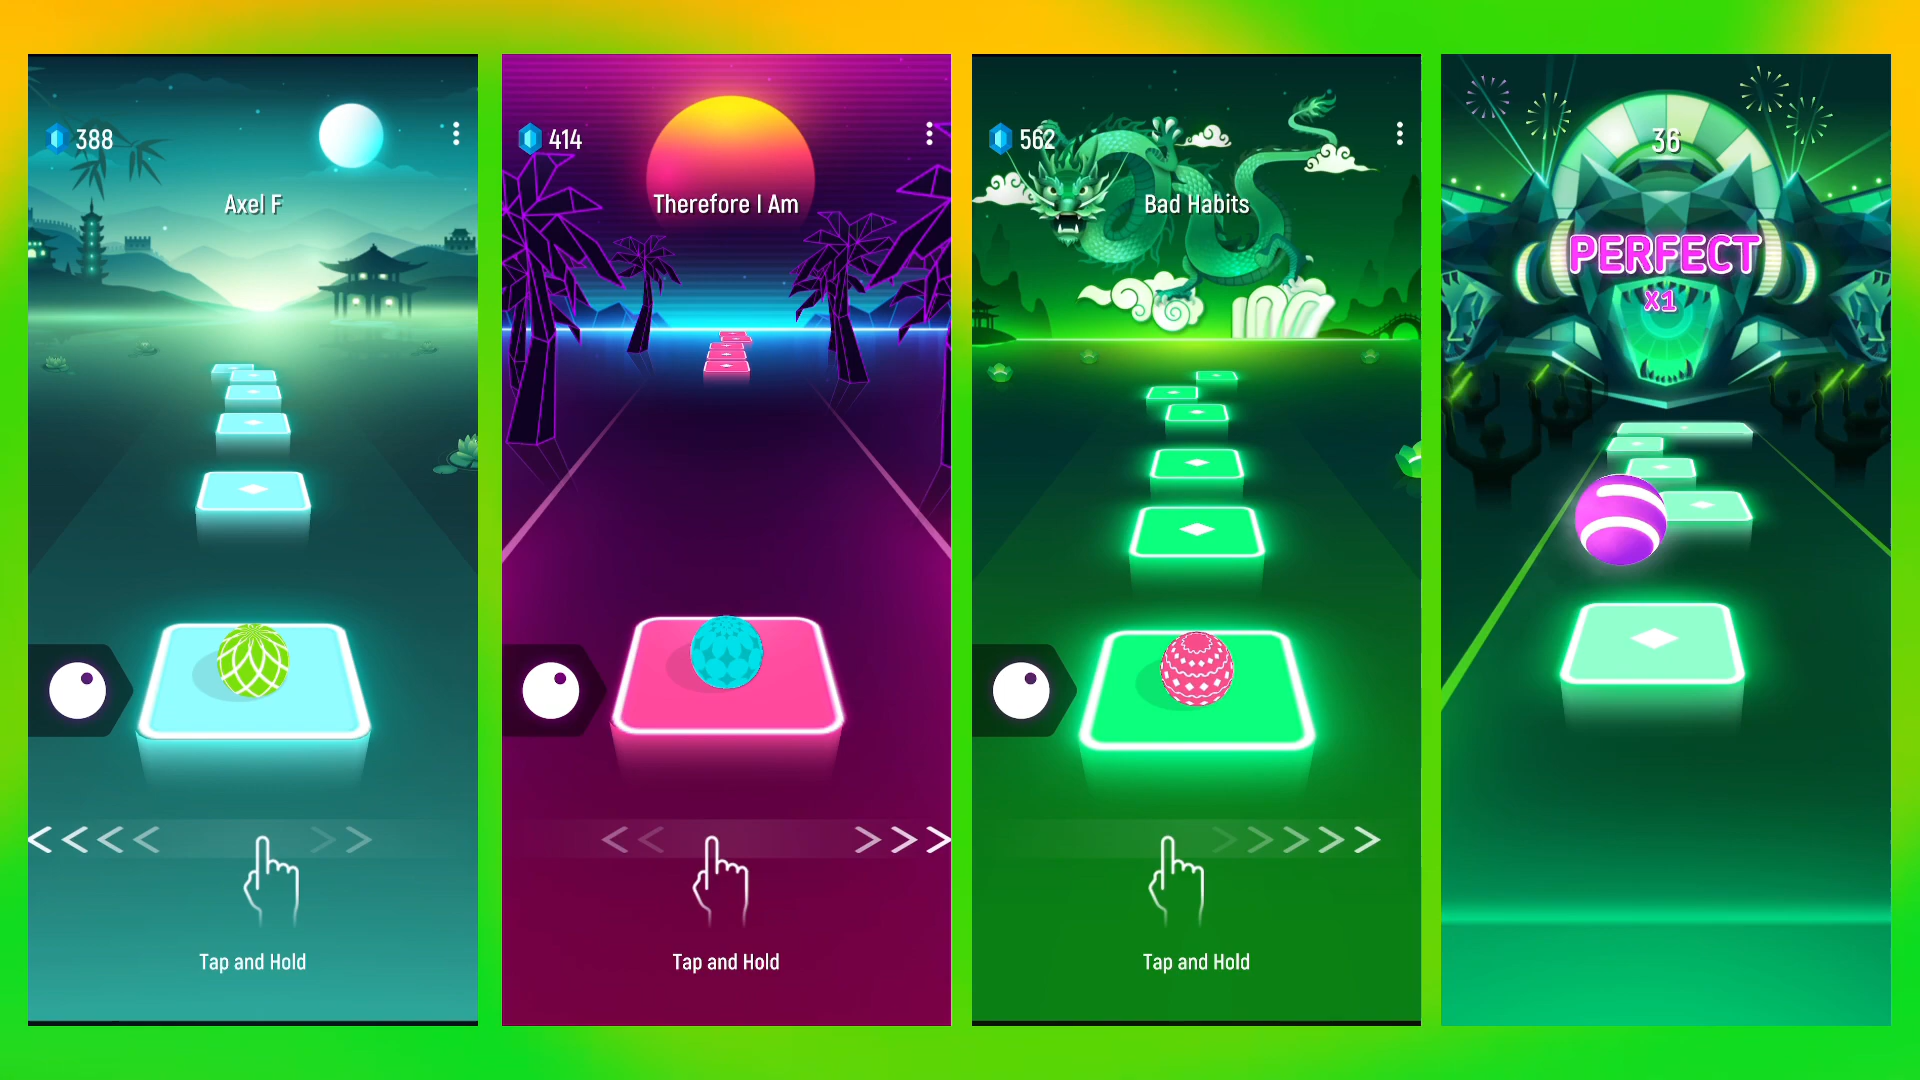 388
Axel F
Tap and Hold
414
Therefore I Am
Tap and Hold
562
Bad Habits
Tap and Hold
36
PERFECT
X1